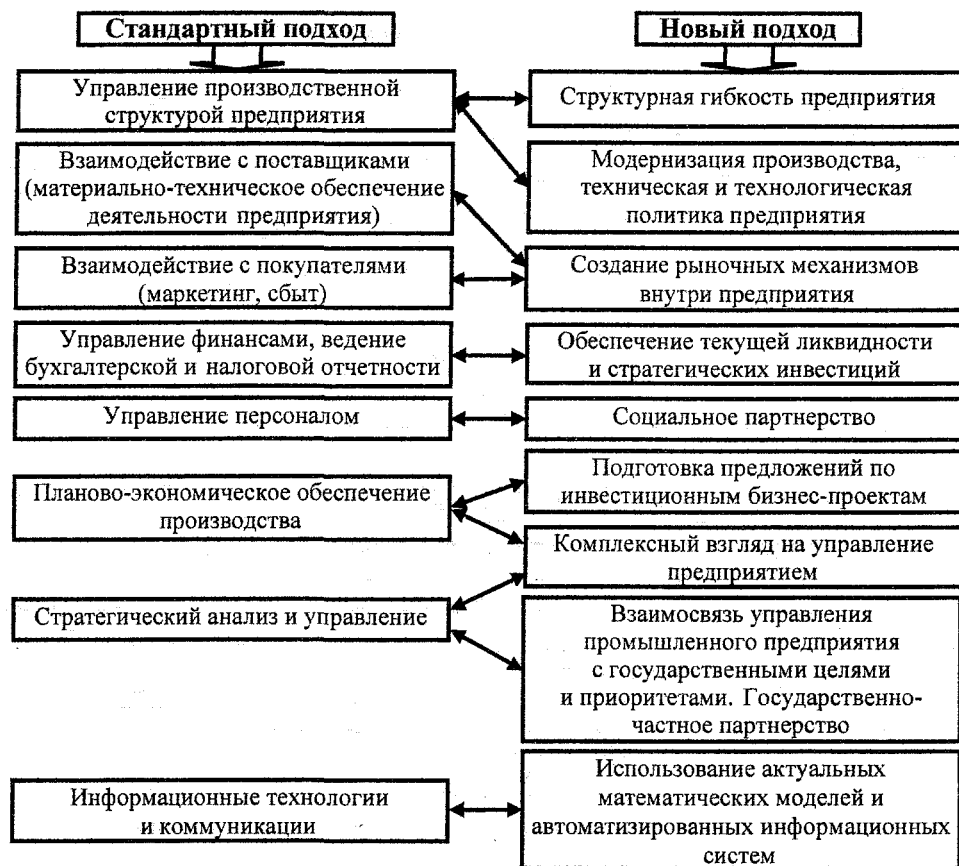 Стандартный подход
Управление производственной
структурой предприятия
Взаимодействие с поставщиками
(материально-техническое обеспечение
деятельности предприятия)
Взаимодействие с покупателями
(маркетинг, сбыт)
Управление финансами, ведение
бухгалтерской и налоговой отчетности
Управление персоналом
Планово-экономическое обеспечение
производства
Стратегический анализ и управление
Информационные технологии
и коммуникации
Новый подход
Структурная гибкость предприятия
Модернизация производства,
техническая и технологическая
политика предприятия
Создание рыночных механизмов
внутри предприятия
Обеспечение текущей ликвидности
и стратегических инвестиций
Социальное партнерство
Подготовка предложений по
инвестиционным бизнес-проектам
Комплексный взгляд на управление
предприятием
Взаимосвязь управления
промышленного предприятия
с государственными целями
и приоритетами. Государственно-
частное партнерство
Использование актуальных
математических моделей и
автоматизированных информационных
систем